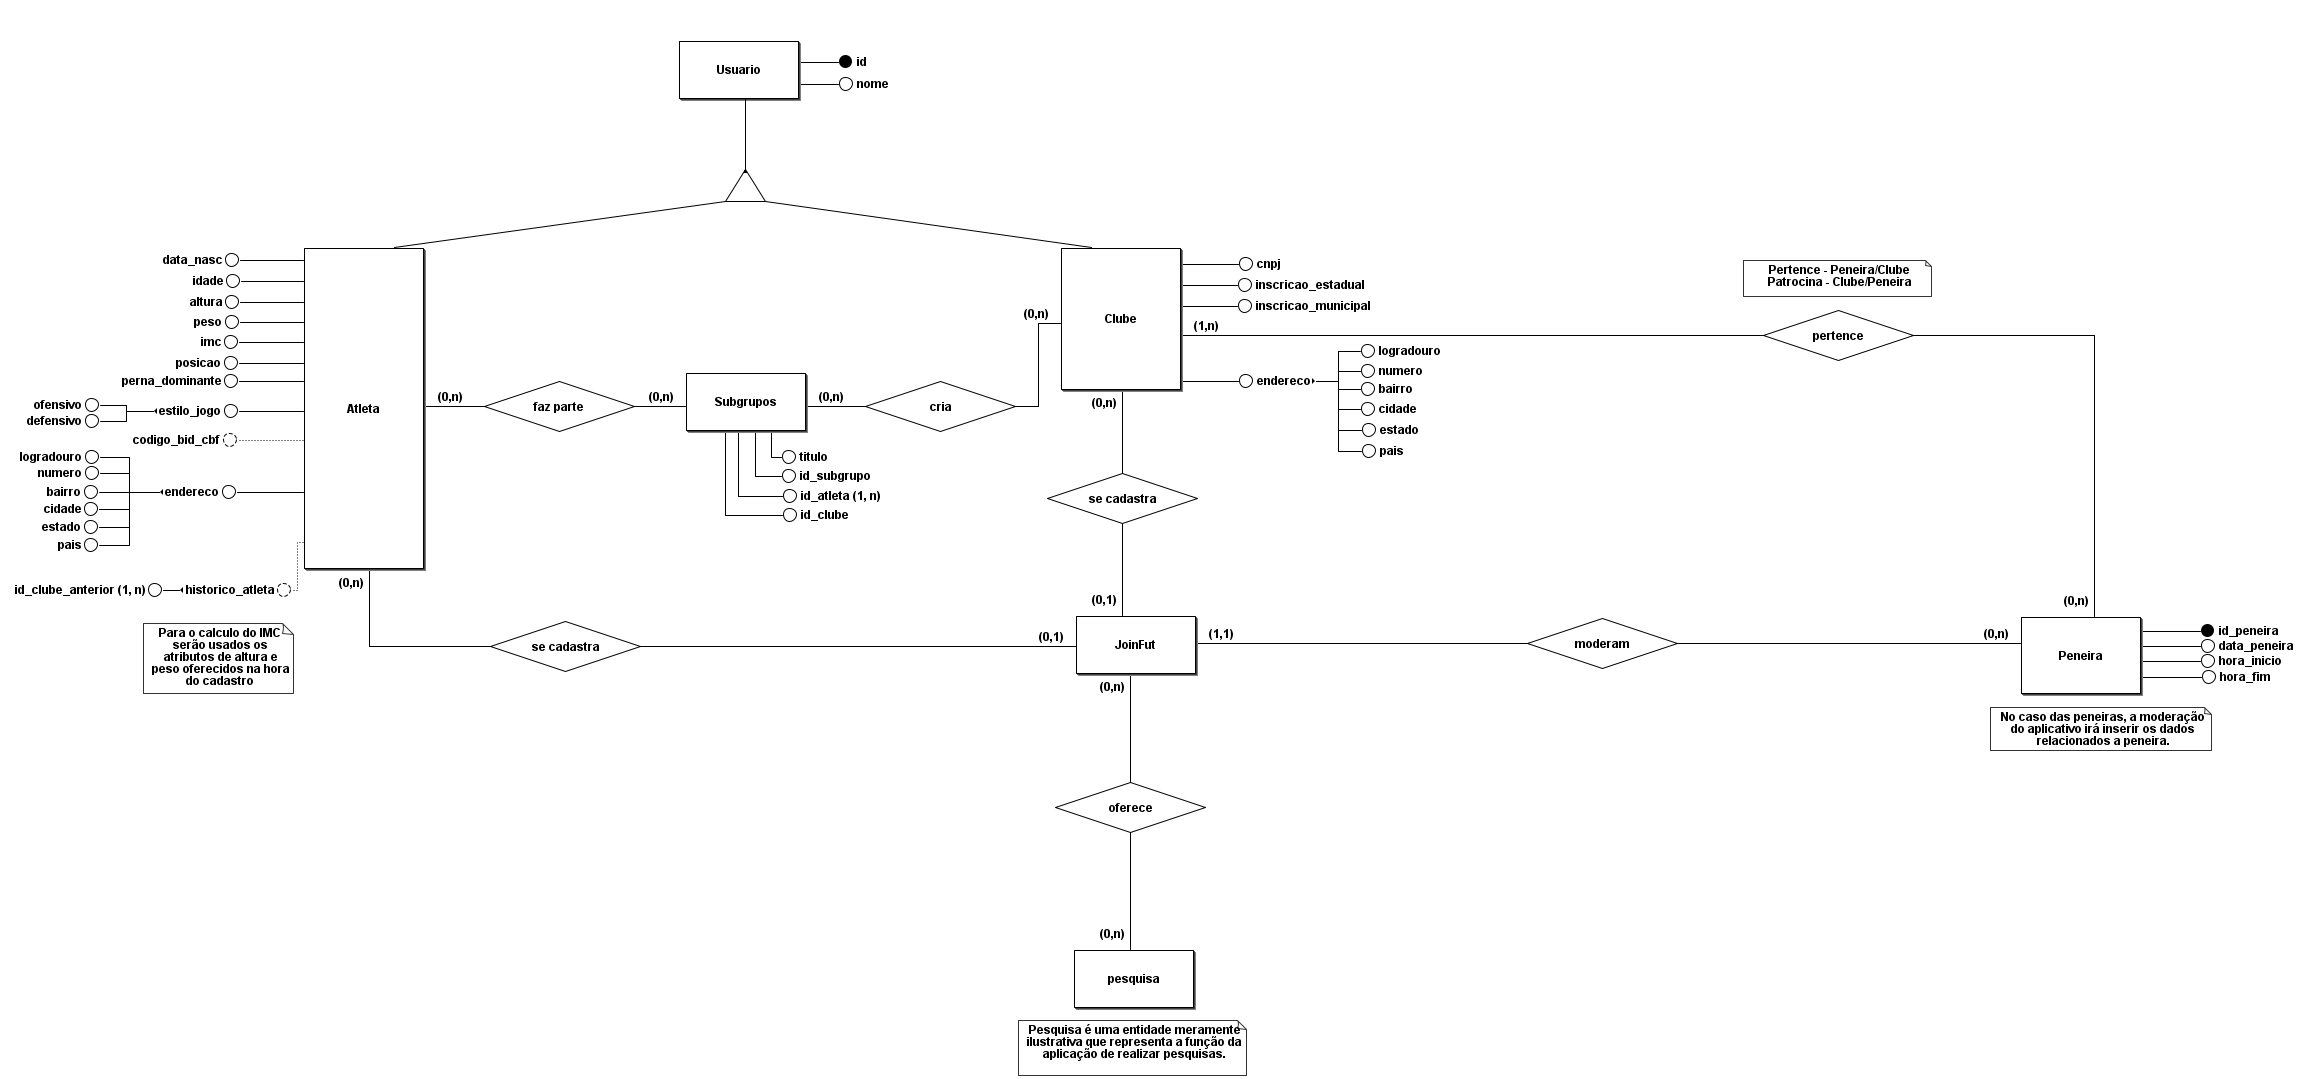 Usuario
id
nome
data_nasc
idade
altura
peso
imc
posicao
perna_dominante
ofensivo
defensivo
estilo_jogo
codigo_bid_cbf
logradouro
numero
bairro
cidade
estado
pais
endereco
id_clube_anterior (1, n)
historico_atleta
Atleta
(0,n)
faz parte
(0,n)
Subgrupos
(0,n)
cria
(0,n)
titulo
id_subgrupo
id_atleta (1, n)
id_clube
Clube
cnpj
inscricao_estadual
inscricao_municipal
(1,n)
endereco
logradouro
numero
bairro
cidade
estado
pais
Pertence - Peneira/Clube
Patrocina - Clube/Peneira
pertence
(0,n)
(0,n)
se cadastra
(0,1)
(0,n)
se cadastra
(0,1)
JoinFut
(1,1)
moderam
(0,n)
Peneira
id_peneira
data_peneira
hora_inicio
hora_fim
Para o calculo do IMC
serão usados os
atributos de altura e
peso oferecidos na hora
do cadastro
No caso das peneiras, a moderação
do aplicativo irá inserir os dados
relacionados a peneira.
(0,n)
oferece
(0,n)
pesquisa
Pesquisa é uma entidade meramente
ilustrativa que representa a função da
aplicação de realizar pesquisas.